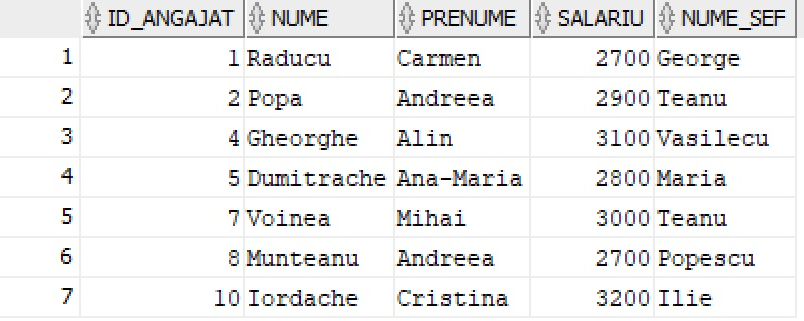 ID_ANGAJAT NUME PRENUME SALARIU NUME_SEF
1 1 Raducu Carmen 2700 George
2 2 Popa Andreea 2900 Teanu
3 4 Gheorghe Alin 3100 Vasilecu
4 5 Dumitrache Ana-Maria 2800 Maria
5 7 Voinea Mihai 3000 Teanu
6 8 Munteanu Andreea 2700 Popescu
7 10 Iordache Cristina 3200 Ilie